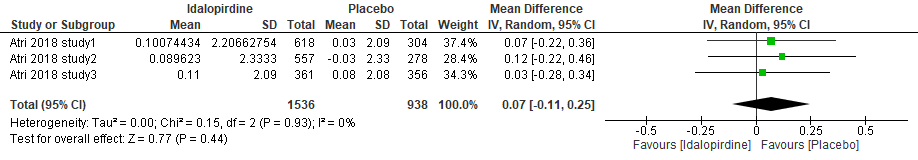 Idalopirdine Placebo Mean Difference Mean Difference
Study or Subgroup Mean SD Total Mean SD Total Weight IV, Random, 95% CI IV, Random, 95% CI
Atri 2018 study1 0.10074434 2.20662754 618 0.03 2.09 304 37.4% 0.07 [-0.22, 0.36]
Atri 2018 study2 0.089623 2.3333 557 -0.03 2.33 278 28.4% 0.12 [-0.22, 0.46]
Atri 2018 study3 0.11 2.09 361 0.08 2.08 356 34.3% 0.03 [-0.28, 0.34]
Total (95% CI) 1536 938 100.0% 0.07 [-0.11, 0.25]
Heterogeneity: Tau² = 0.00; Chi² = 0.15, df = 2 (P = 0.93); I² = 0%
Test for overall effect: Z = 0.77 (P = 0.44)
-0.5 -0.25 0 0.25 0.5
Favours [Idalopirdine] Favours [Placebo]